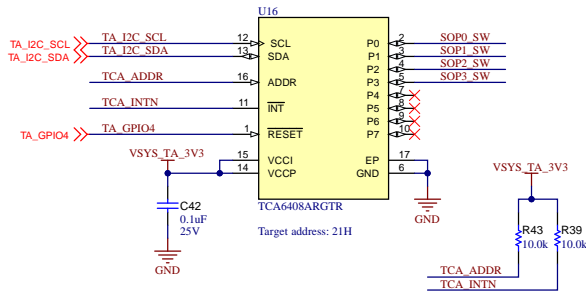 U16
TA_I2C_SCL TA_I2C_SCL 12 SCL P0 2 SOP0_SW
TA_I2C_SDA TA_I2C_SDA 13 SDA P1 3 SOP1_SW
P2 4 SOP2_SW
TCA_ADDR 16 ADDR P3 5 SOP3_SW
P4 7
TCA_INTN 11 INT P5 8
P6 9
TA_GPIO4 TA_GPIO4 1 RESET P7 10
VSYS_TA_3V3
15 VCCI EP 17
14 VCCP GND 6
VSYS_TA_3V3
C42
0.1uF
25V
GND
TCA6408ARGTR
Target address: 21H
GND
R43
10.0k
R39
10.0k
TCA_ADDR
TCA_INTN